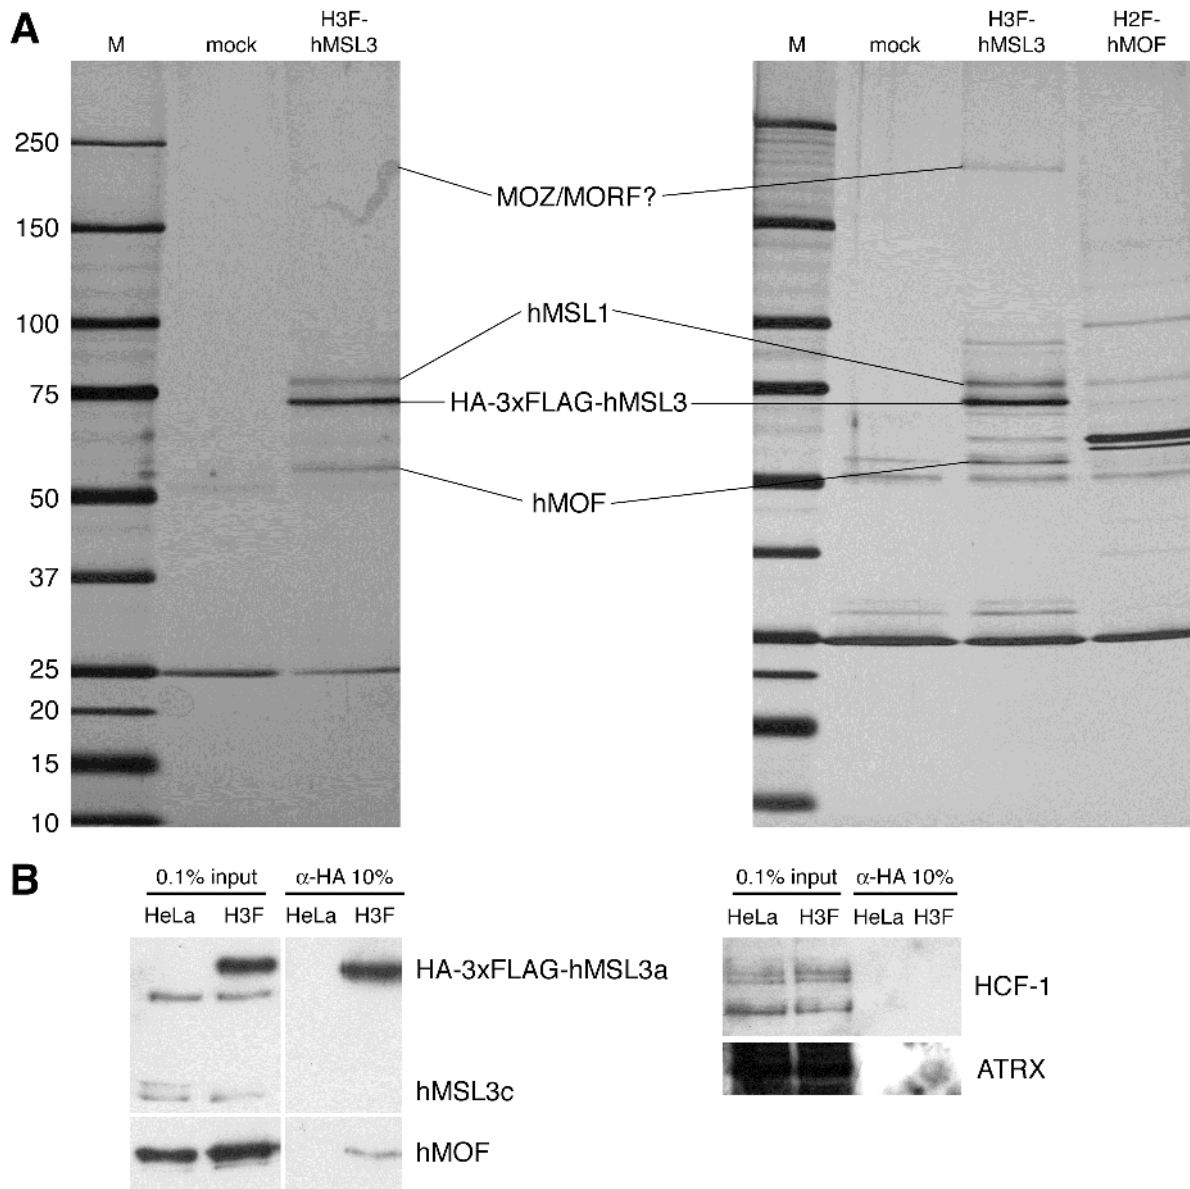 A
M
mock
H3F-
hMSL3
M
mock
H3F-
hMSL3
H2F-
hMOF
250
150
100
75
50
37
25
20
15
10
MOZ/MORF?
hMSL1
HA-3xFLAG-hMSL3
hMOF
B
0.1% input
α-HA 10%
HeLa H3F HeLa H3F
HA-3xFLAG-hMSL3a
hMSL3c
hMOF
0.1% input
α-HA 10%
HeLa H3F HeLa H3F
HCF-1
ATRX